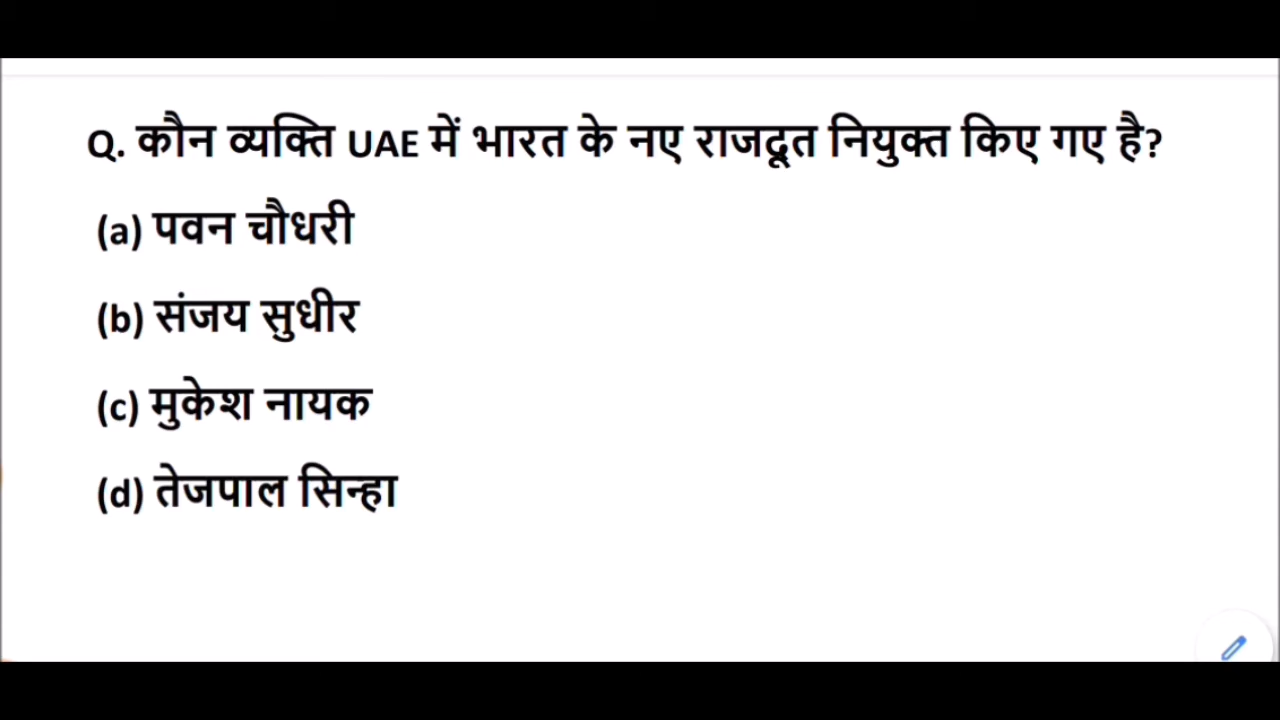 Q. कौन व्यक्ति UAE में भारत के नए राजदूत नियुक्त किए गए है?
(a) पवन चौधरी
(b) संजय सुधीर
(c) मुकेश नायक
(d) तेजपाल सिन्हा